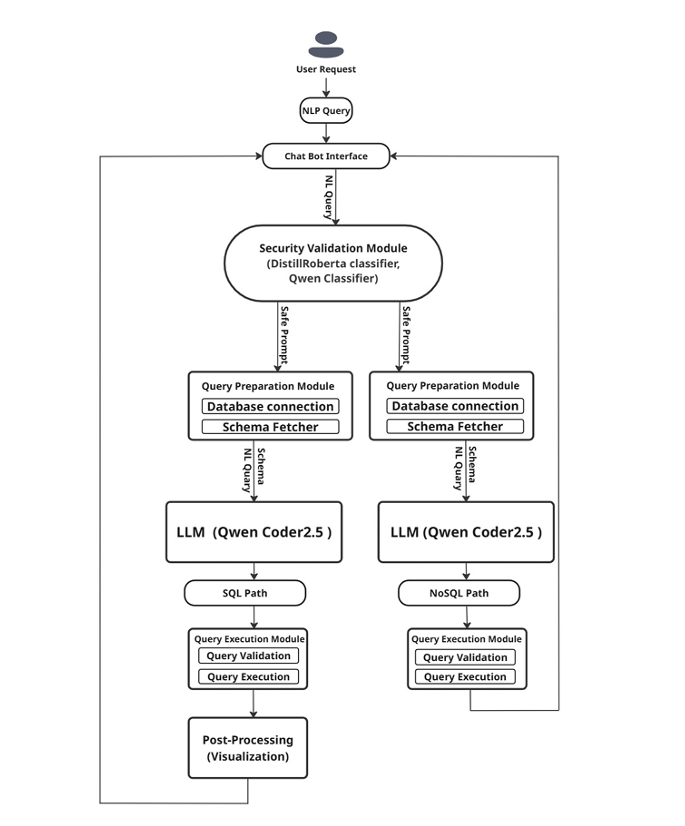 User Request
NLP Query
Chat Bot Interface
NL Query
Security Validation Module
(DistillRoberta classifier,
Qwen Classifier)
Safe Prompt
Safe Prompt
Query Preparation Module
Database connection
Schema Fetcher
Query Preparation Module
Database connection
Schema Fetcher
Schema
NL Quary
Schema
NL Quary
LLM (Qwen Coder2.5 )
LLM (Qwen Coder2.5 )
SQL Path
NoSQL Path
Query Execution Module
Query Validation
Query Execution
Query Execution Module
Query Validation
Query Execution
Post-Processing
(Visualization)